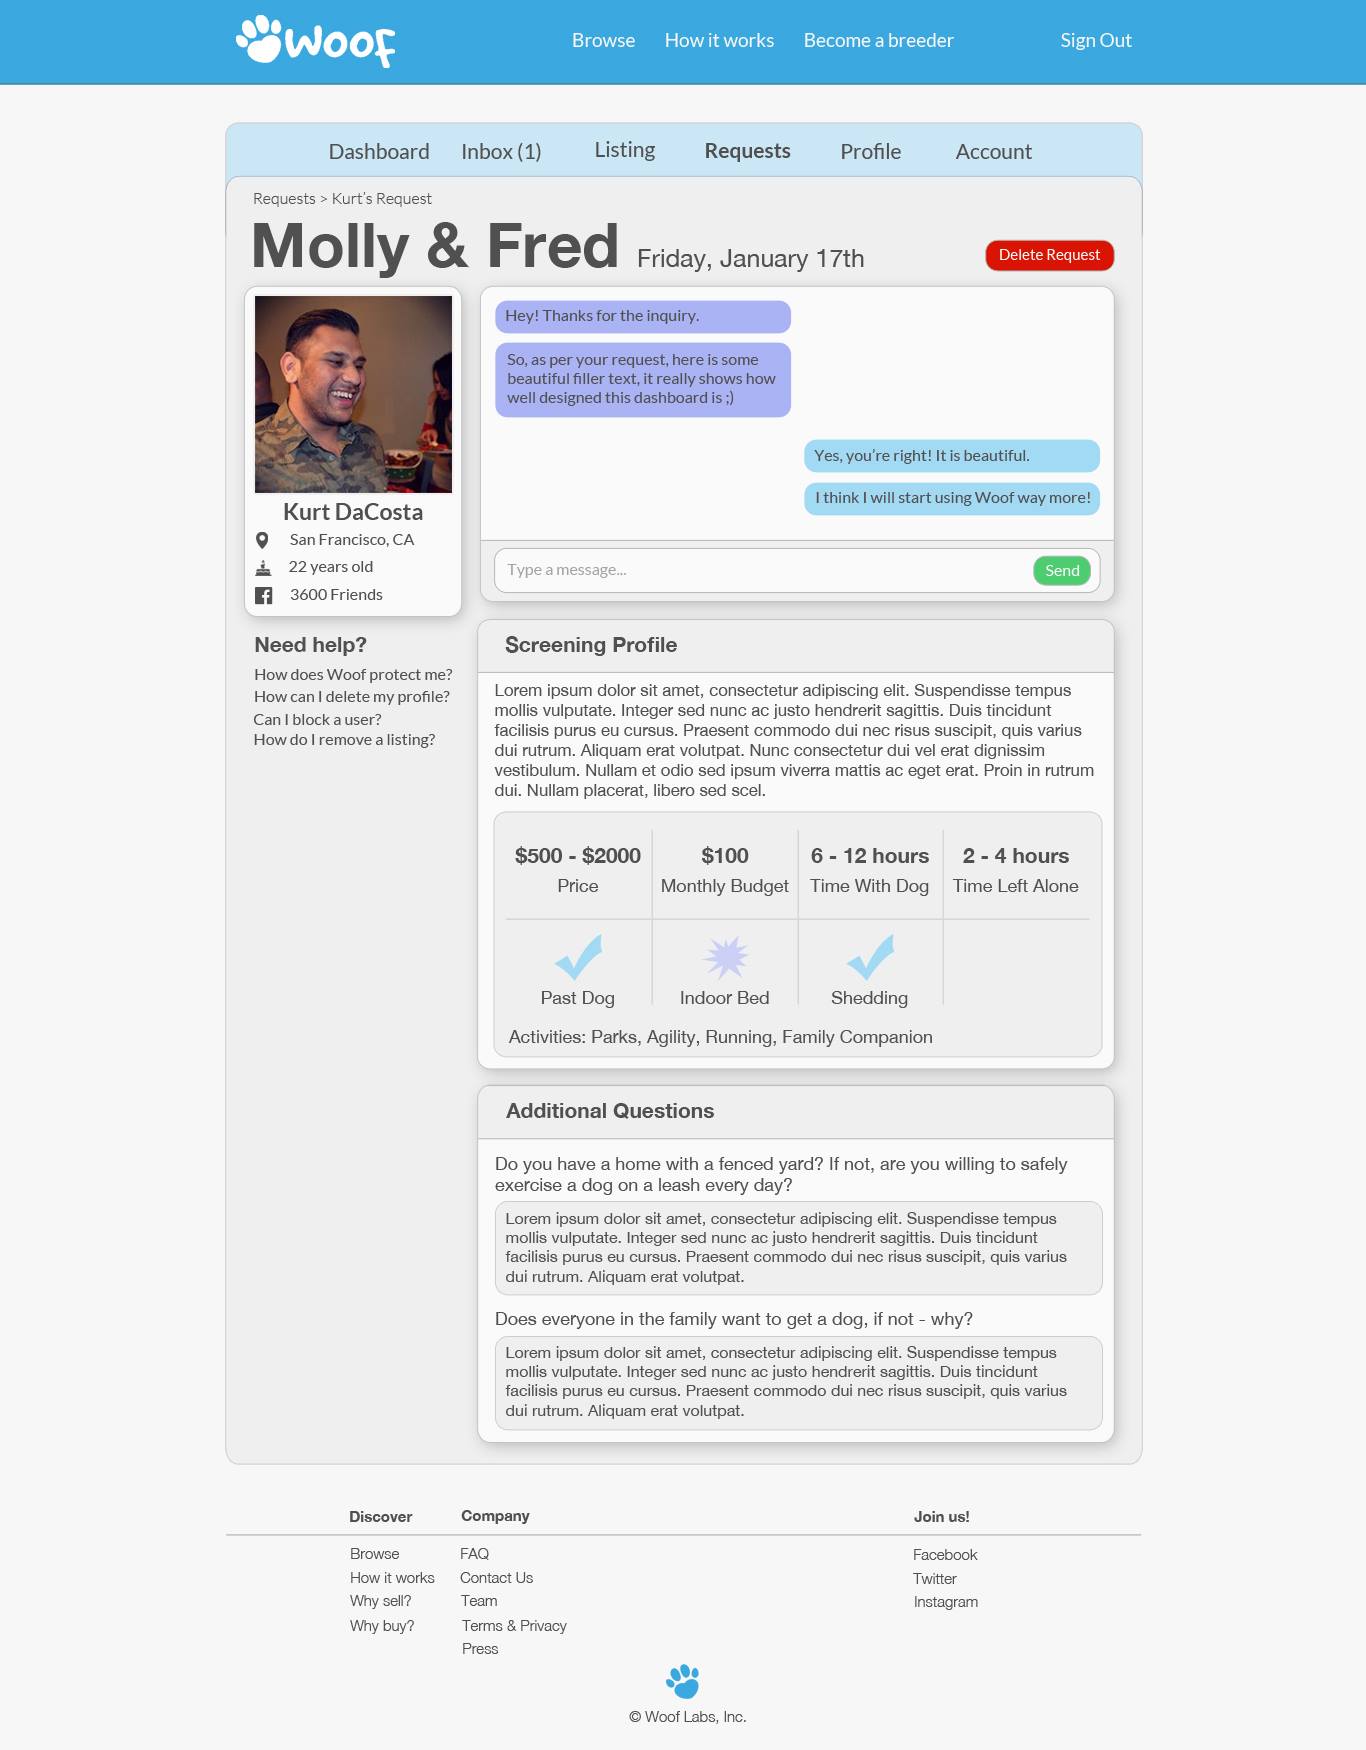 Woof
Browse
How it works
Become a breeder
Sign Out
Dashboard
Inbox (1)
Listing
Requests
Profile
Account
Requests > Kurt's Request
Molly & Fred
Friday, January 17th
Delete Request
Kurt DaCosta
San Francisco, CA
22 years old
3600 Friends
Need help?
How does Woof protect me?
How can I delete my profile?
Can I block a user?
How do I remove a listing?
Hey! Thanks for the inquiry.
So, as per your request, here is some
beautiful filler text, it really shows how
well designed this dashboard is ;)
Yes, you're right! It is beautiful.
I think I will start using Woof way more!
Type a message...
Send
Screening Profile
Lorem ipsum dolor sit amet, consectetur adipiscing elit. Suspendisse tempus
mollis vulputate. Integer sed nunc ac justo hendrerit sagittis. Duis tincidunt
facilisis purus eu cursus. Praesent commodo dui nec risus suscipit, quis varius
dui rutrum. Aliquam erat volutpat. Nunc consectetur dui vel erat dignissim
vestibulum. Nullam et odio sed ipsum viverra mattis ac eget erat. Proin in rutrum
dui. Nullam placerat, libero sed scel.
$500 - $2000
Price
$100
Monthly Budget
6 - 12 hours
Time With Dog
2 - 4 hours
Time Left Alone
Past Dog
Indoor Bed
Shedding
Activities: Parks, Agility, Running, Family Companion
Additional Questions
Do you have a home with a fenced yard? If not, are you willing to safely
exercise a dog on a leash every day?
Lorem ipsum dolor sit amet, consectetur adipiscing elit. Suspendisse tempus
mollis vulputate. Integer sed nunc ac justo hendrerit sagittis. Duis tincidunt
facilisis purus eu cursus. Praesent commodo dui nec risus suscipit, quis varius
dui rutrum. Aliquam erat volutpat.
Does everyone in the family want to get a dog, if not - why?
Lorem ipsum dolor sit amet, consectetur adipiscing elit. Suspendisse tempus
mollis vulputate. Integer sed nunc ac justo hendrerit sagittis. Duis tincidunt
facilisis purus eu cursus. Praesent commodo dui nec risus suscipit, quis varius
dui rutrum. Aliquam erat volutpat.
Discover
Browse
How it works
Why sell?
Why buy?
Company
FAQ
Contact Us
Team
Terms & Privacy
Press
Join us!
Facebook
Twitter
Instagram
© Woof Labs, Inc.